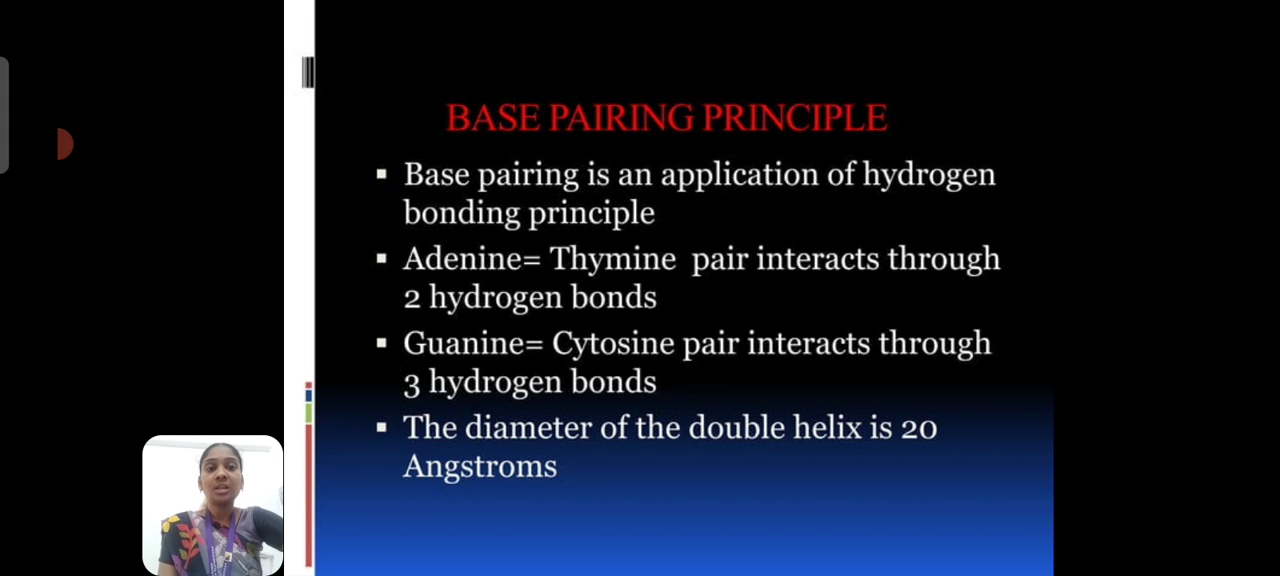 BASE PAIRING PRINCIPLE
▪ Base pairing is an application of hydrogen
bonding principle
▪ Adenine= Thymine pair interacts through
2 hydrogen bonds
▪ Guanine= Cytosine pair interacts through
3 hydrogen bonds
▪ The diameter of the double helix is 20
Angstroms